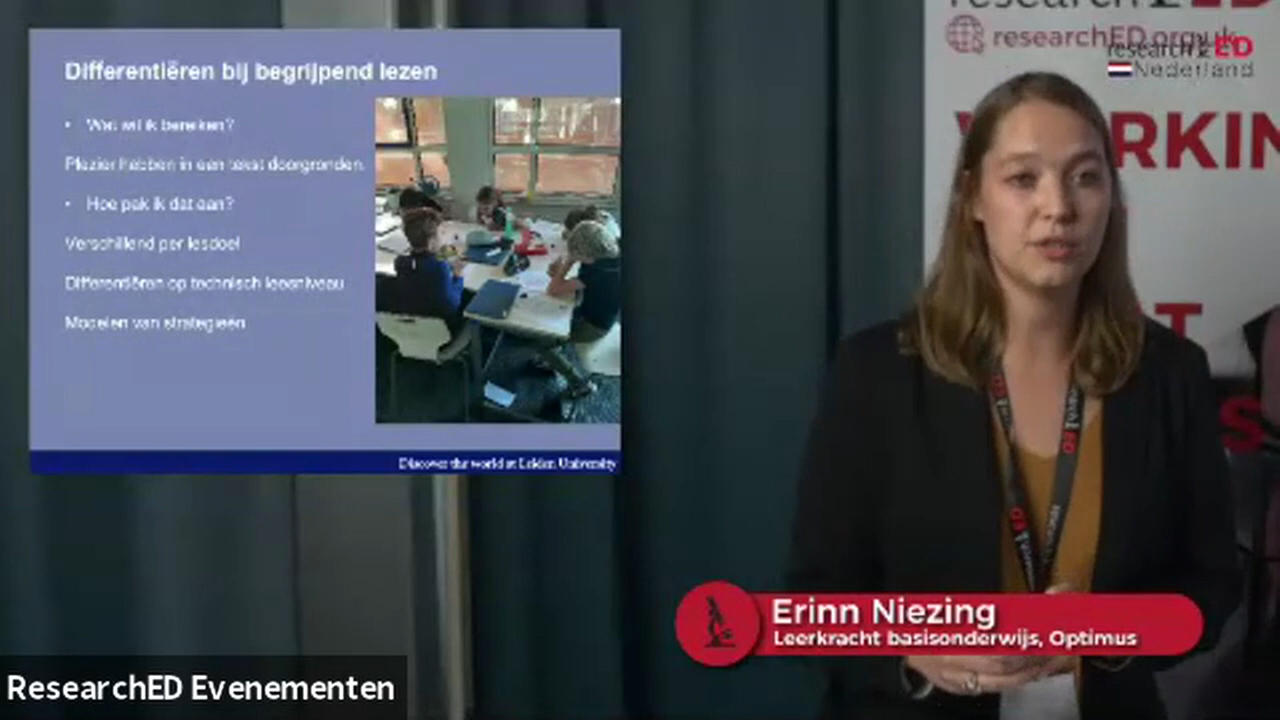 Differentiëren bij begrijpend lezen
• Wat wil ik bereiken?
Plezier hebben in een tekst doorgronden.
• Hoe pak ik dat aan?
Verschillend per lesdoel
Differentiëren op technisch leesniveau
Modelen van strategieën
Discover the world at Leiden University
researchED.org.uk
researchED
Nederland
RKIN
T
S
Erinn Niezing
Leerkracht basisonderwijs, Optimus
ResearchED Evenementen